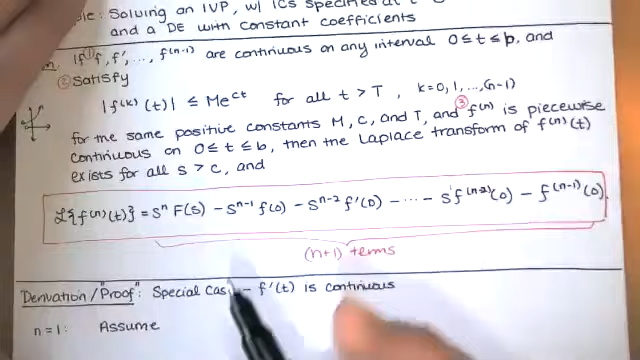 Solving an IVP, w/ ICs specified at t
and a DE with Constant coefficients
If ① f, f', ..., f⁽ⁿ⁻¹⁾ are continuous on any interval 0≤t≤b, and
② Satisfy
|f⁽ᵏ⁾(t)| ≤ Me^ct for all t > T, k=0,1,...,(n-1)
for the same positive constants M, C, and T, and ③ f⁽ⁿ⁾ is piecewise
continuous on 0≤t≤b, then the Laplace transform of f⁽ⁿ⁾(t)
exists for all s > c, and
ℒ{f⁽ⁿ⁾(t)} = sⁿ F(s) - sⁿ⁻¹ f(0) - sⁿ⁻² f'(0) - ... - s f⁽ⁿ⁻²⁾(0) - f⁽ⁿ⁻¹⁾(0).
(n+1) terms
Derivation/"Proof": Special Cas - f'(t) is continuous
n=1: Assume